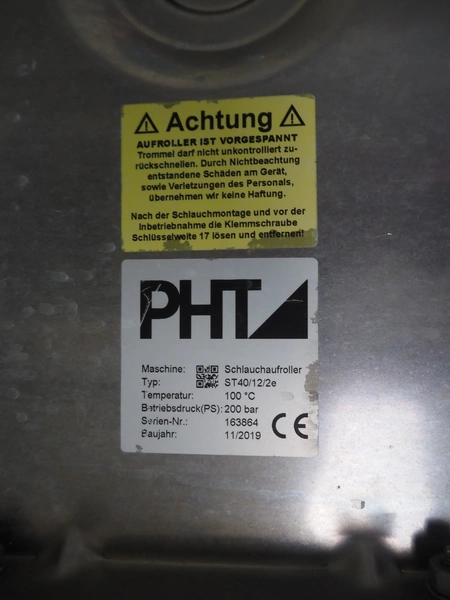 ⚠ Achtung ⚠
AUFROLLER IST VORGESPANNT
Trommel darf nicht unkontrolliert zu-
rückschnellen. Durch Nichtbeachtung
entstandene Schäden am Gerät,
sowie Verletzungen des Personals,
übernehmen wir keine Haftung.
Nach der Schlauchmontage und vor der
Inbetriebnahme die Klemmschraube
Schlüsselweite 17 lösen und entfernen!
PHT
Maschine: Schlauchaufroller
Typ: ST40/12/2e
Temperatur: 100 °C
Betriebsdruck(PS): 200 bar
Serien-Nr.: 163864
Baujahr: 11/2019
CE